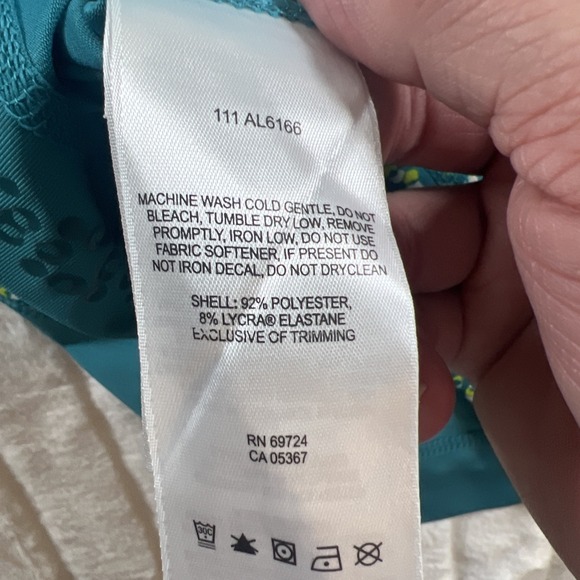 111 AL6166
MACHINE WASH COLD GENTLE, DO NOT
BLEACH, TUMBLE DRY LOW, REMOVE
PROMPTLY, IRON LOW, DO NOT USE
FABRIC SOFTENER, IF PRESENT DO
NOT IRON DECAL, DO NOT DRYCLEAN
SHELL: 92% POLYESTER,
8% LYCRA® ELASTANE
EXCLUSIVE OF TRIMMING
RN 69724
CA 05367
30C